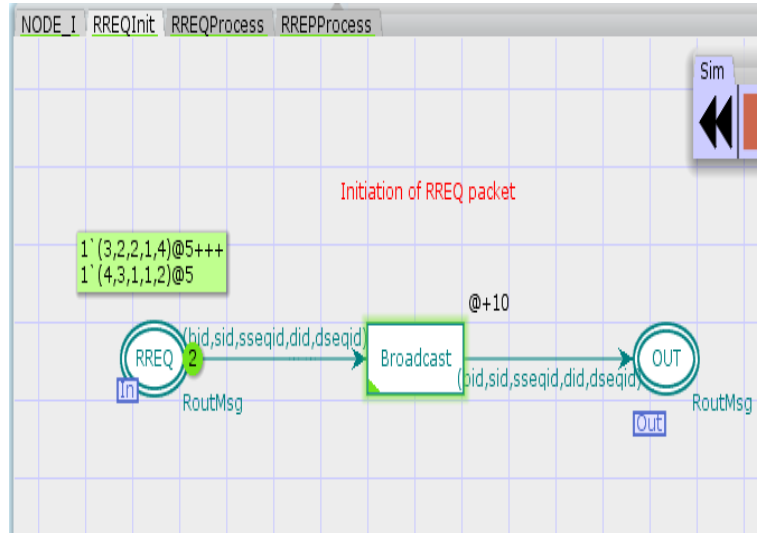 NODE_I RREQInit RREQProcess RREPProcess
Sim
Initiation of RREQ packet
1`(3,2,2,1,4)@5+++
1`(4,3,1,1,2)@5
@+10
(bid,sid,sseqid,did,dseqid)
RREQ 2 Broadcast OUT
(bid,sid,sseqid,did,dseqid)
In
RoutMsg RoutMsg
Out